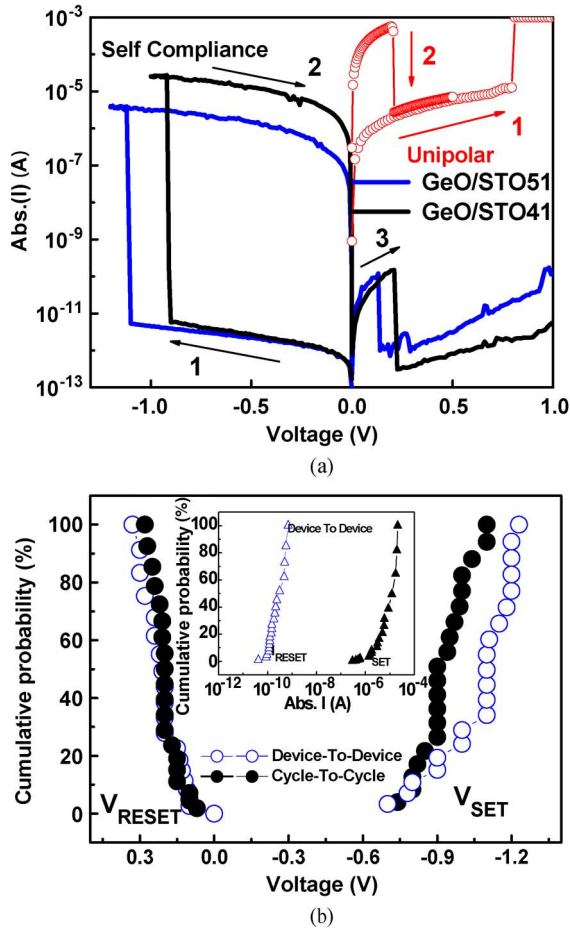 10⁻³
10⁻⁵
10⁻⁷
10⁻⁹
10⁻¹¹
10⁻¹³
Abs.(I) (A)
Self Compliance
2
1
2
1
Unipolar
GeO/STO51
GeO/STO41
3
-1.0 -0.5 0.0 0.5 1.0
Voltage (V)
(a)
Cumulative probability (%)
100
80
60
40
20
0
Cumulative probability (%)
100
80
60
40
20
0
Device To Device
RESET
SET
10⁻¹² 10⁻¹⁰ 10⁻⁸ 10⁻⁶ 10⁻⁴
Abs. I (A)
Device-To-Device
Cycle-To-Cycle
V_RESET
V_SET
0.3 0.0 -0.3 -0.6 -0.9 -1.2
Voltage (V)
(b)